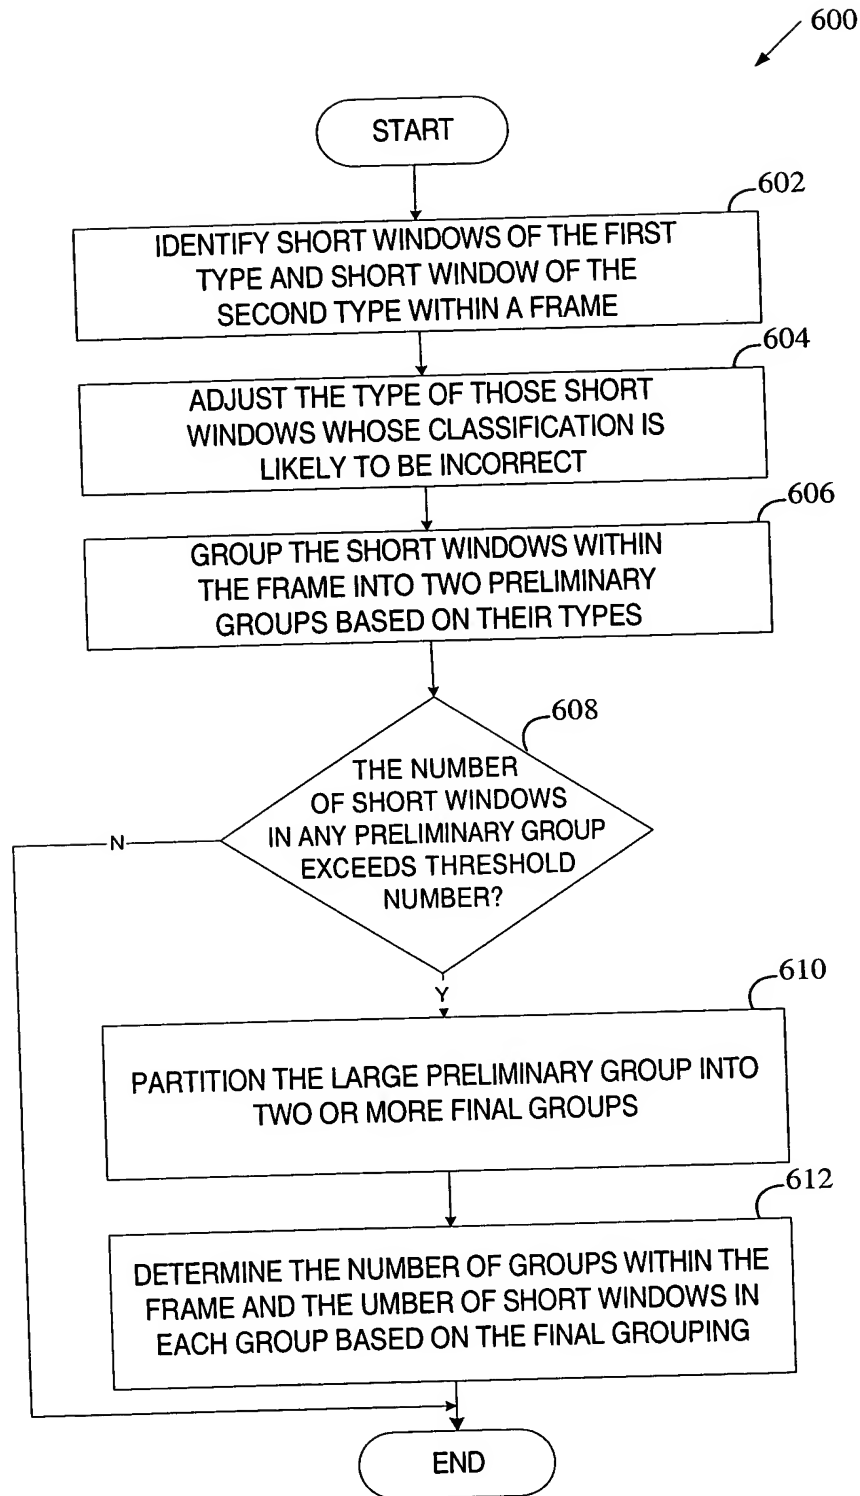 600
START
602
IDENTIFY SHORT WINDOWS OF THE FIRST
TYPE AND SHORT WINDOW OF THE
SECOND TYPE WITHIN A FRAME
604
ADJUST THE TYPE OF THOSE SHORT
WINDOWS WHOSE CLASSIFICATION IS
LIKELY TO BE INCORRECT
606
GROUP THE SHORT WINDOWS WITHIN
THE FRAME INTO TWO PRELIMINARY
GROUPS BASED ON THEIR TYPES
608
THE NUMBER
OF SHORT WINDOWS
IN ANY PRELIMINARY GROUP
EXCEEDS THRESHOLD
NUMBER?
N
Y
610
PARTITION THE LARGE PRELIMINARY GROUP INTO
TWO OR MORE FINAL GROUPS
612
DETERMINE THE NUMBER OF GROUPS WITHIN THE
FRAME AND THE UMBER OF SHORT WINDOWS IN
EACH GROUP BASED ON THE FINAL GROUPING
END